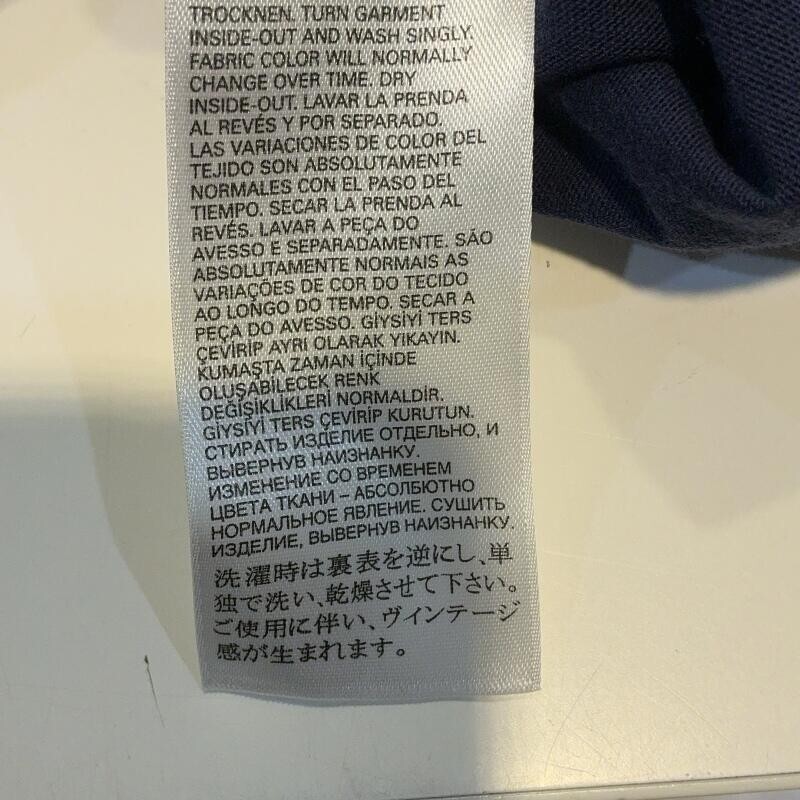 TROCKNEN. TURN GARMENT
INSIDE-OUT AND WASH SINGLY.
FABRIC COLOR WILL NORMALLY
CHANGE OVER TIME. DRY
INSIDE-OUT. LAVAR LA PRENDA
AL REVÉS Y POR SEPARADO.
LAS VARIACIONES DE COLOR DEL
TEJIDO SON ABSOLUTAMENTE
NORMALES CON EL PASO DEL
TIEMPO. SECAR LA PRENDA AL
REVÉS. LAVAR A PEÇA DO
AVESSO E SEPARADAMENTE. SÃO
ABSOLUTAMENTE NORMAIS AS
VARIAÇÕES DE COR DO TECIDO
AO LONGO DO TEMPO. SECAR A
PEÇA DO AVESSO. GİYSİYİ TERS
ÇEVİRİP AYRI OLARAK YIKAYIN.
KUMAŞTA ZAMAN İÇİNDE
OLUŞABİLECEK RENK
DEĞİŞİKLİKLERİ NORMALDİR.
GİYSİYİ TERS ÇEVİRİP KURUTUN.
СТИРАТЬ ИЗДЕЛИЕ ОТДЕЛЬНО, И
ВЫВЕРНУВ НАИЗНАНКУ.
ИЗМЕНЕНИЕ СО ВРЕМЕНЕМ
ЦВЕТА ТКАНИ – АБСОЛЮТНО
НОРМАЛЬНОЕ ЯВЛЕНИЕ. СУШИТЬ
ИЗДЕЛИЕ, ВЫВЕРНУВ НАИЗНАНКУ.
洗濯時は裏表を逆にし、単
独で洗い、乾燥させて下さい。
ご使用に伴い、ヴィンテージ
感が生まれます。